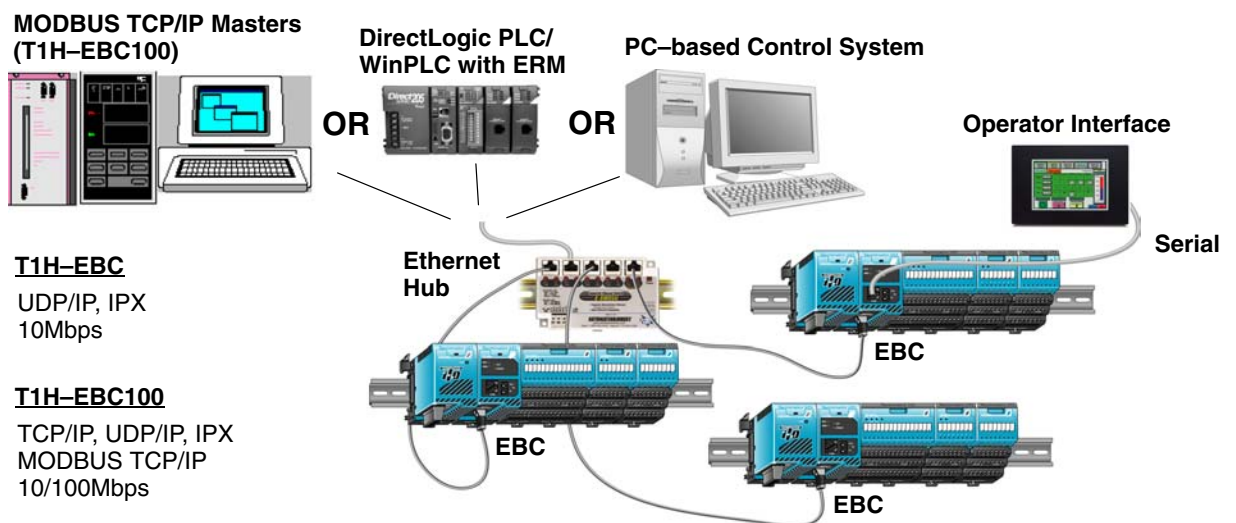 MODBUS TCP/IP Masters
(T1H–EBC100)
DirectLogic PLC/
WinPLC with ERM
PC–based Control System
OR
OR
Operator Interface
Direct205
Serial
Ethernet
Hub
T1H–EBC
UDP/IP, IPX
10Mbps
EBC
T1H–EBC100
TCP/IP, UDP/IP, IPX
MODBUS TCP/IP
10/100Mbps
EBC
EBC